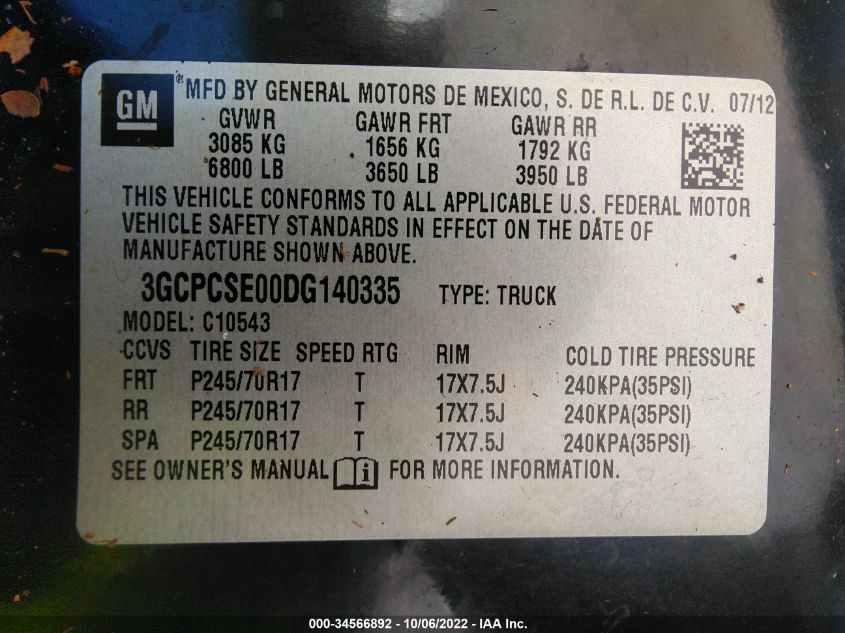 GM ® MFD BY GENERAL MOTORS DE MEXICO, S. DE R.L. DE C.V. 07/12
GVWR GAWR FRT GAWR RR
3085 KG 1656 KG 1792 KG
6800 LB 3650 LB 3950 LB
THIS VEHICLE CONFORMS TO ALL APPLICABLE U.S. FEDERAL MOTOR
VEHICLE SAFETY STANDARDS IN EFFECT ON THE DATE OF
MANUFACTURE SHOWN ABOVE.
3GCPCSE00DG140335 TYPE: TRUCK
MODEL: C10543
CCVS TIRE SIZE SPEED RTG RIM COLD TIRE PRESSURE
FRT P245/70R17 T 17X7.5J 240KPA(35PSI)
RR P245/70R17 T 17X7.5J 240KPA(35PSI)
SPA P245/70R17 T 17X7.5J 240KPA(35PSI)
SEE OWNER'S MANUAL i FOR MORE INFORMATION.
000-34566892 - 10/06/2022 - IAA Inc.